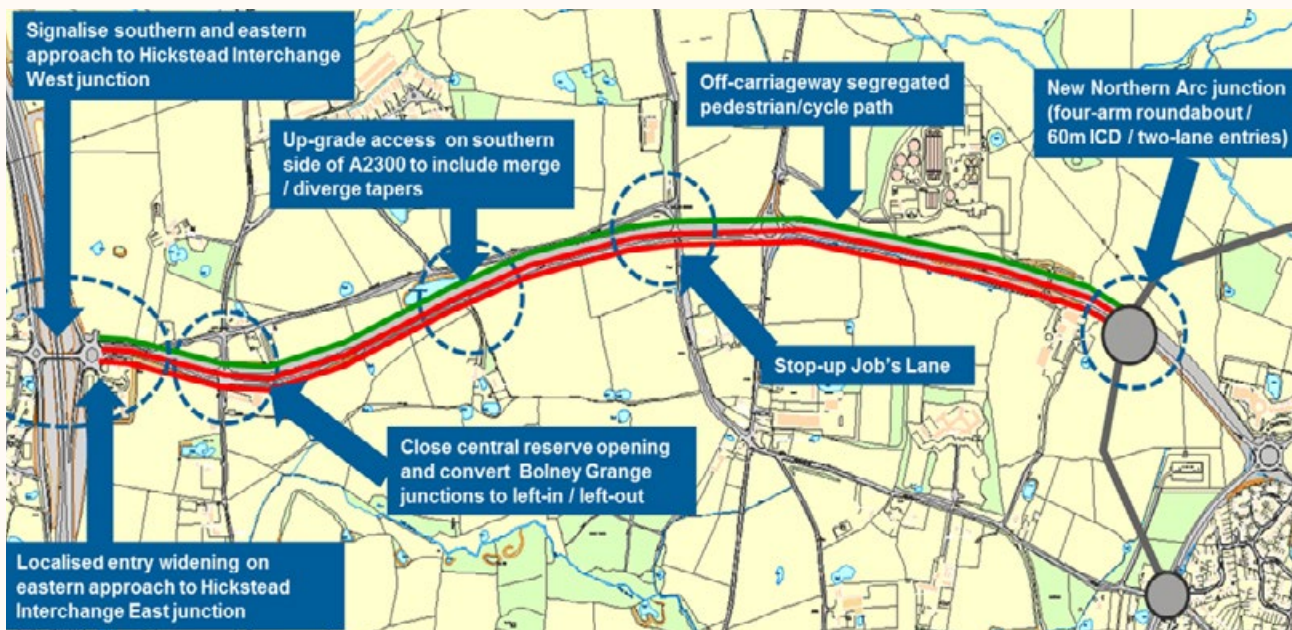 Signalise southern and eastern
approach to Hickstead Interchange
West junction
Up-grade access on southern
side of A2300 to include merge
/ diverge tapers
Off-carriageway segregated
pedestrian/cycle path
New Northern Arc junction
(four-arm roundabout /
60m ICD / two-lane entries)
Stop-up Job's Lane
Close central reserve opening
and convert Bolney Grange
junctions to left-in / left-out
Localised entry widening on
eastern approach to Hickstead
Interchange East junction